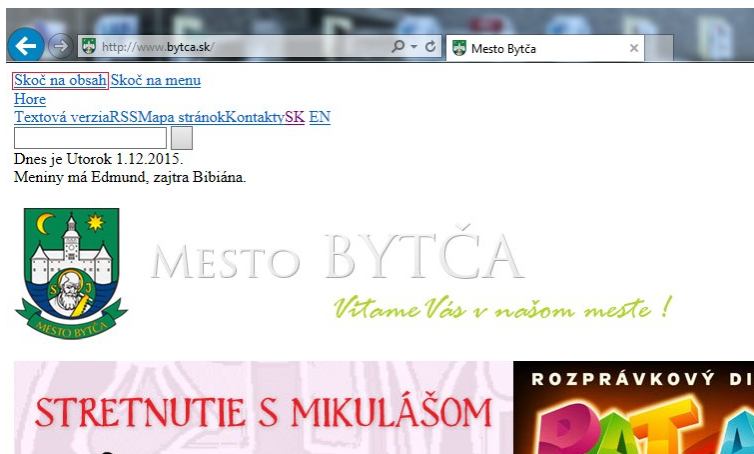 http://www.bytca.sk/
Mesto Bytča
Skoč na obsah Skoč na menu
Hore
Textová verziaRSSMapa stránokKontaktySK EN
Dnes je Utorok 1.12.2015.
Meniny má Edmund, zajtra Bibiána.
S J
MESTO BYTČA
MESTO BYTČA
Vítame Vás v našom meste !
STRETNUTIE S MIKULÁŠOM
ROZPRÁVKOVÝ DI